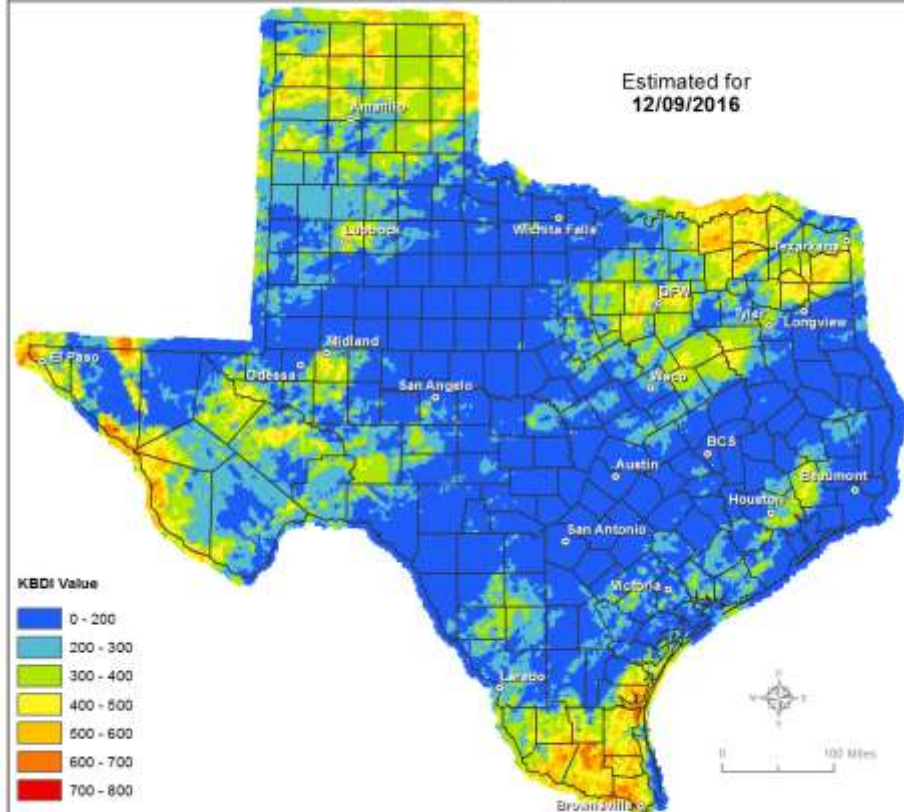 Estimated for
12/09/2016
Amarillo
Lubbock
Wichita Falls
Texarkana
DFW
Tyler
Longview
El Paso
Midland
Odessa
San Angelo
Waco
BCS
Austin
Beaumont
Houston
San Antonio
Victoria
Laredo
Brownsville
KBDI Value
0 - 200
200 - 300
300 - 400
400 - 500
500 - 600
600 - 700
700 - 800
0 100 Miles